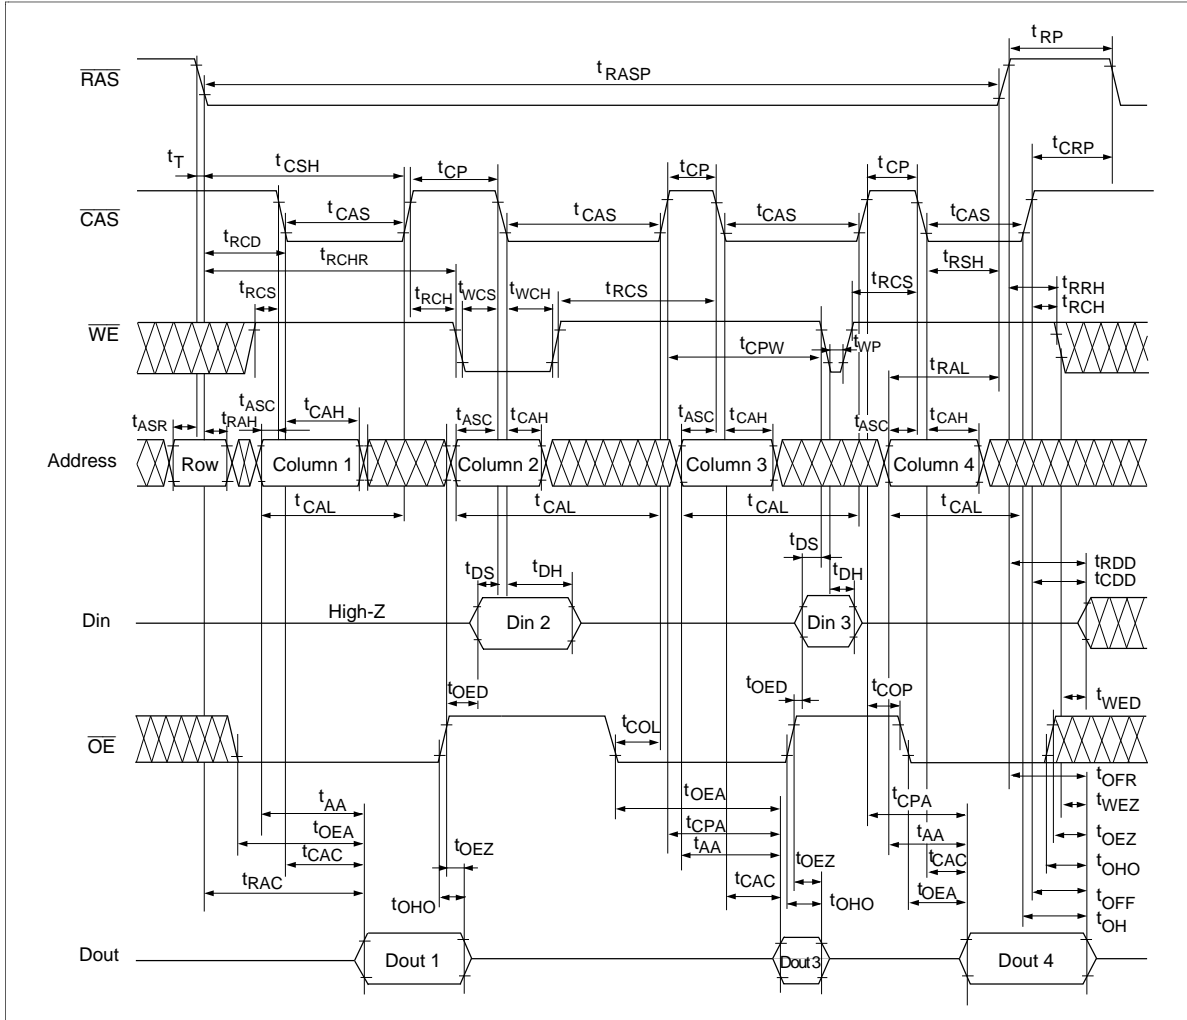 tRP
RAS
tRASP
tT
tCSH
tCP
tCP
tCP
tCRP
CAS
tCAS
tCAS
tCAS
tCAS
tRCD
tRCHR
tRSH
tRCS
tRCH
tWCS
tWCH
tRCS
tRCS
tRRH
tRCH
WE
tCPW
tWP
tRAL
tASR
tRAH
tASC
tCAH
tASC
tCAH
tASC
tCAH
tASC
tCAH
Address
Row
Column 1
Column 2
Column 3
Column 4
tCAL
tCAL
tCAL
tCAL
tDS
tDH
tDS
tDH
tRDD
tCDD
Din
High-Z
Din 2
Din 3
tOED
tOED
tCOP
tWED
OE
tCOL
tOFR
tAA
tOEA
tCPA
tWEZ
tOEA
tCPA
tAA
tOEZ
tCAC
tOEZ
tAA
tOEZ
tCAC
tOHO
tRAC
tCAC
tOEA
tOHO
tOHO
tOFF
tOH
Dout
Dout 1
Dout 3
Dout 4